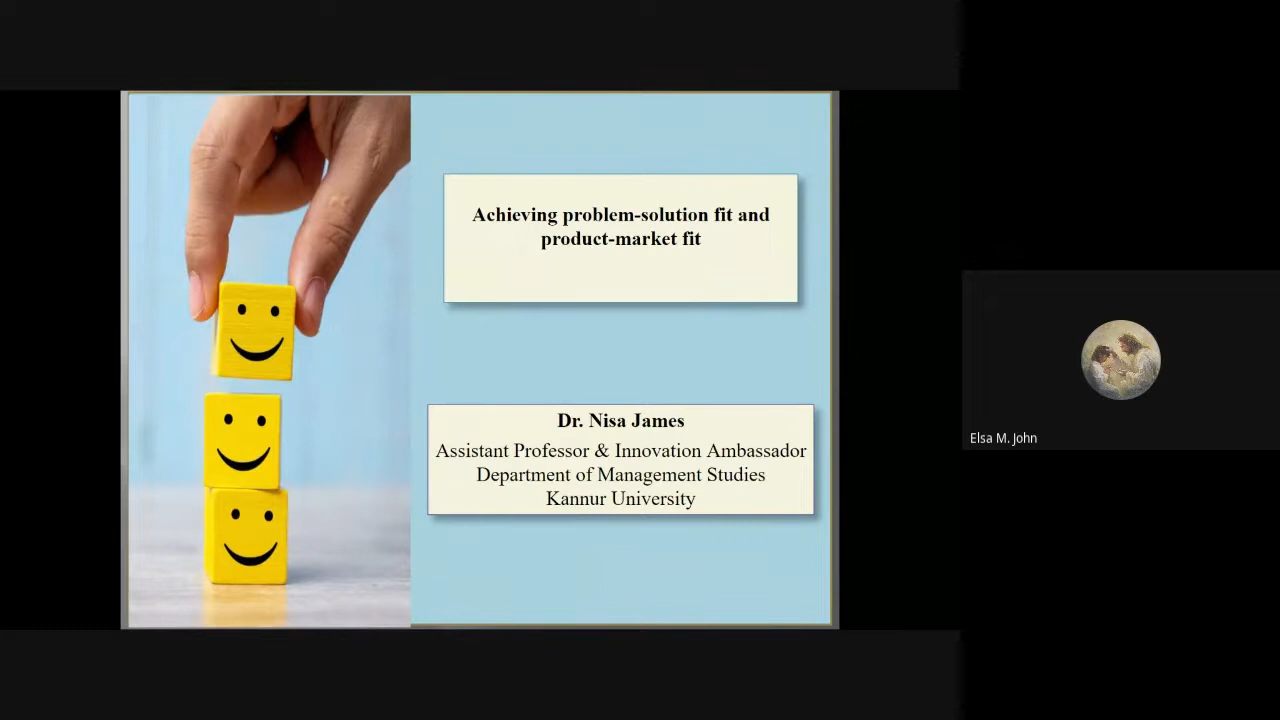 Achieving problem-solution fit and
product-market fit
Dr. Nisa James
Assistant Professor & Innovation Ambassador
Department of Management Studies
Kannur University
Elsa M. John